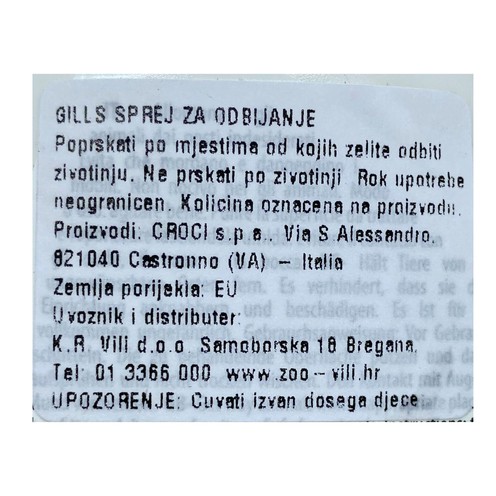 GILLS SPREJ ZA ODBIJANJE
Poprskati po mjestima od kojih zelite odbiti
zivotinju. Ne prskati po zivotinji Rok upotrebe
neogranicen. Kolicina oznacena na proizvodu.
Proizvodi: CROCI s.p.a., Via S Alessandro,
821040 Castronno (VA) – Italia
Zemlja porijekla: EU
Uvoznik i distributer:
K.R. Vili d.o.o. Samoborska 18 Bregana,
Tel: 01 3366 000 www.zoo-vili.hr
UPOZORENJE: Cuvati izvan dosega djece